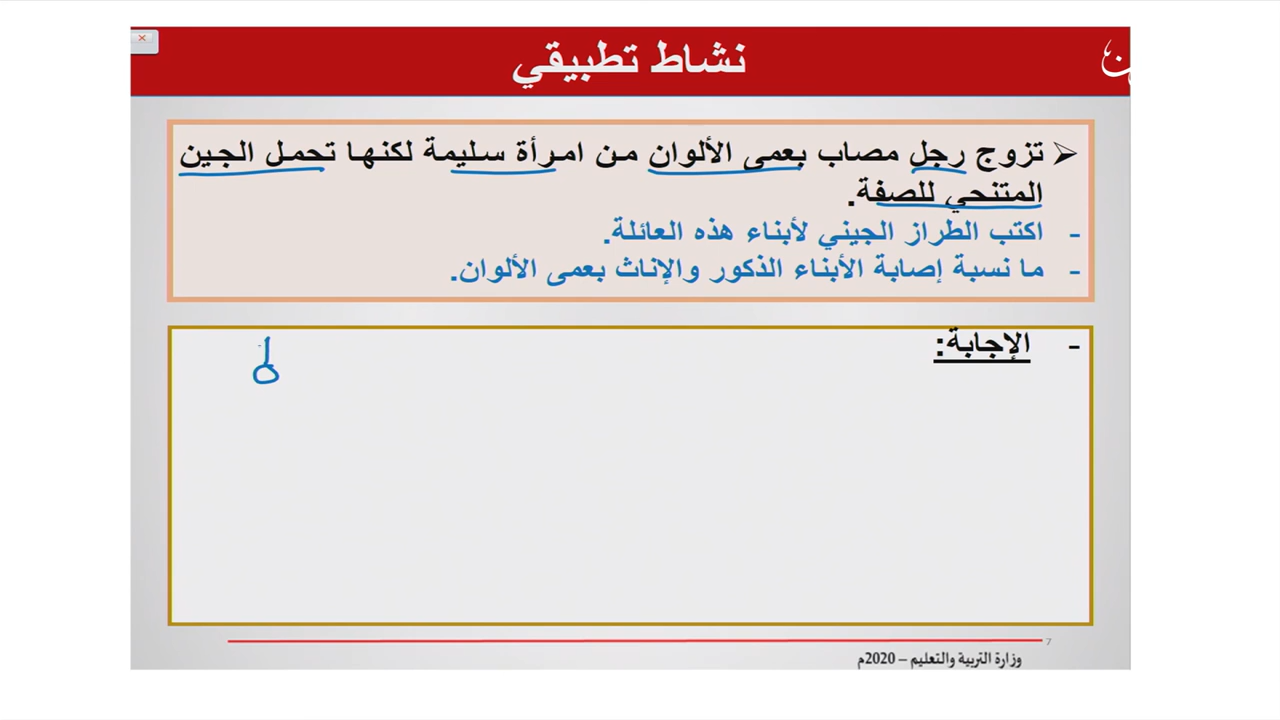 نشاط تطبيقي
تزوج رجل مصاب بعمى الألوان من امرأة سليمة لكنها تحمل الجين
المتنحي للصفة.
- اكتب الطراز الجيني لأبناء هذه العائلة.
- ما نسبة إصابة الأبناء الذكور والإناث بعمى الألوان.
- الإجابة:
7
وزارة التربية والتعليم – 2020م